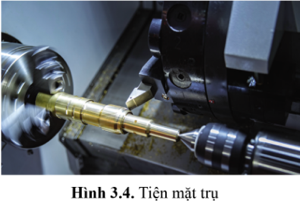 Hình 3.4. Tiện mặt trụ